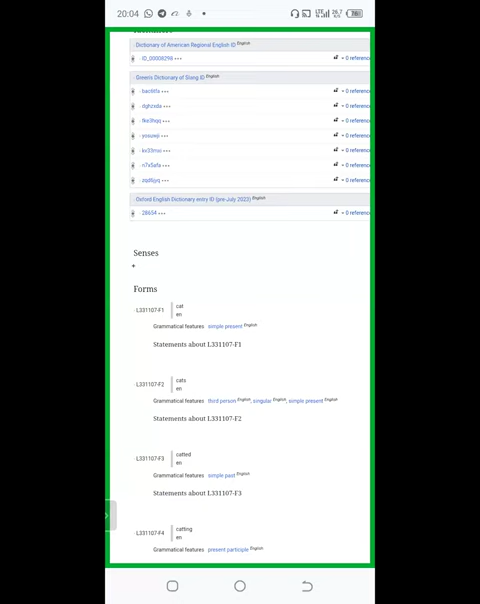 20:04
Dictionary of American Regional English ID English
ID_00008298
+ 0 reference
Green's Dictionary of Slang ID English
+ 0 reference
dghzxda
+ 0 reference
+ 0 reference
+ 0 reference
+ 0 reference
n7x5afa
+ 0 reference
+ 0 reference
Oxford English Dictionary entry ID (pre-July 2023) English
28654
+ 0 reference
Senses
+
Forms
L331107-F1
cat
en
Grammatical features simple present English
Statements about L331107-F1
L331107-F2
cats
en
Grammatical features third person English, singular English, simple present English
Statements about L331107-F2
L331107-F3
catted
en
Grammatical features simple past English
Statements about L331107-F3
L331107-F4
catting
en
Grammatical features present participle English